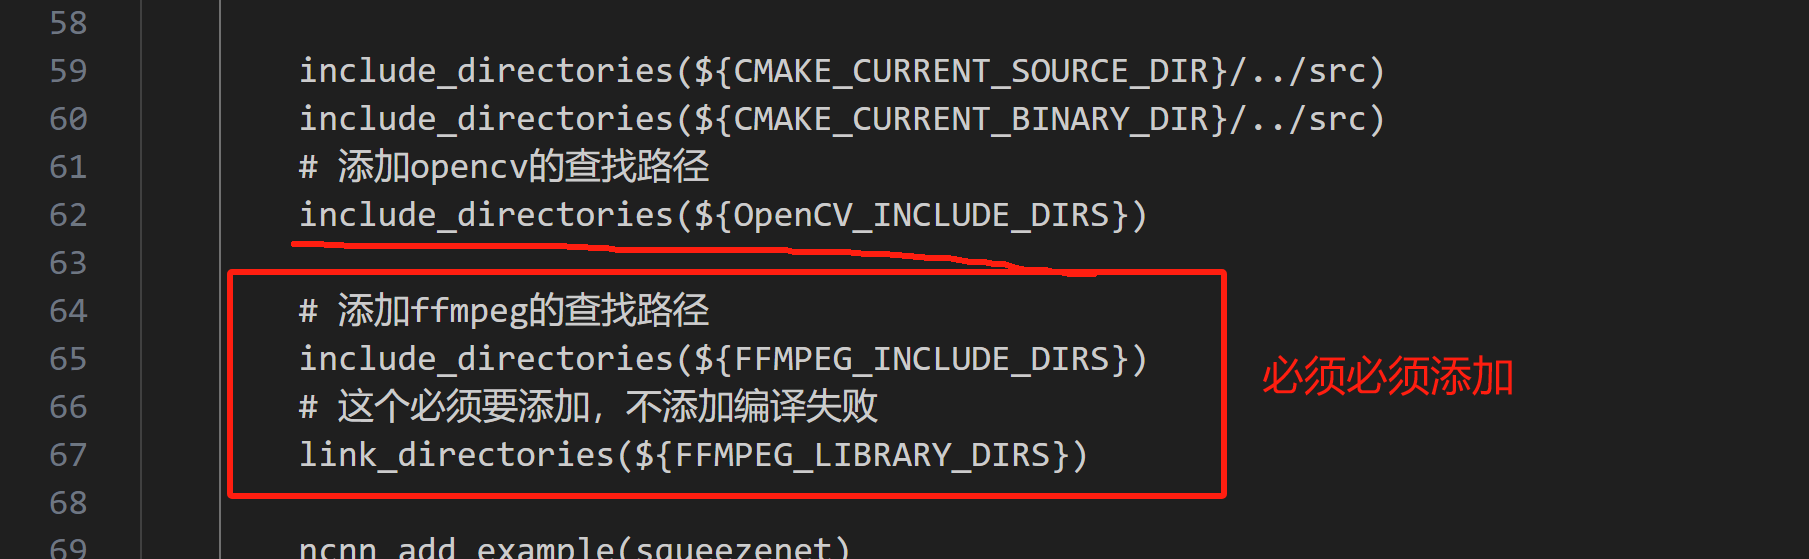 58
59 include_directories(${CMAKE_CURRENT_SOURCE_DIR}/../src)
60 include_directories(${CMAKE_CURRENT_BINARY_DIR}/../src)
61 # 添加opencv的查找路径
62 include_directories(${OpenCV_INCLUDE_DIRS})
63
64 # 添加ffmpeg的查找路径
65 include_directories(${FFMPEG_INCLUDE_DIRS})
必须必须添加
66 # 这个必须要添加，不添加编译失败
67 link_directories(${FFMPEG_LIBRARY_DIRS})
68
69 ncnn_add_example(squeezenet)